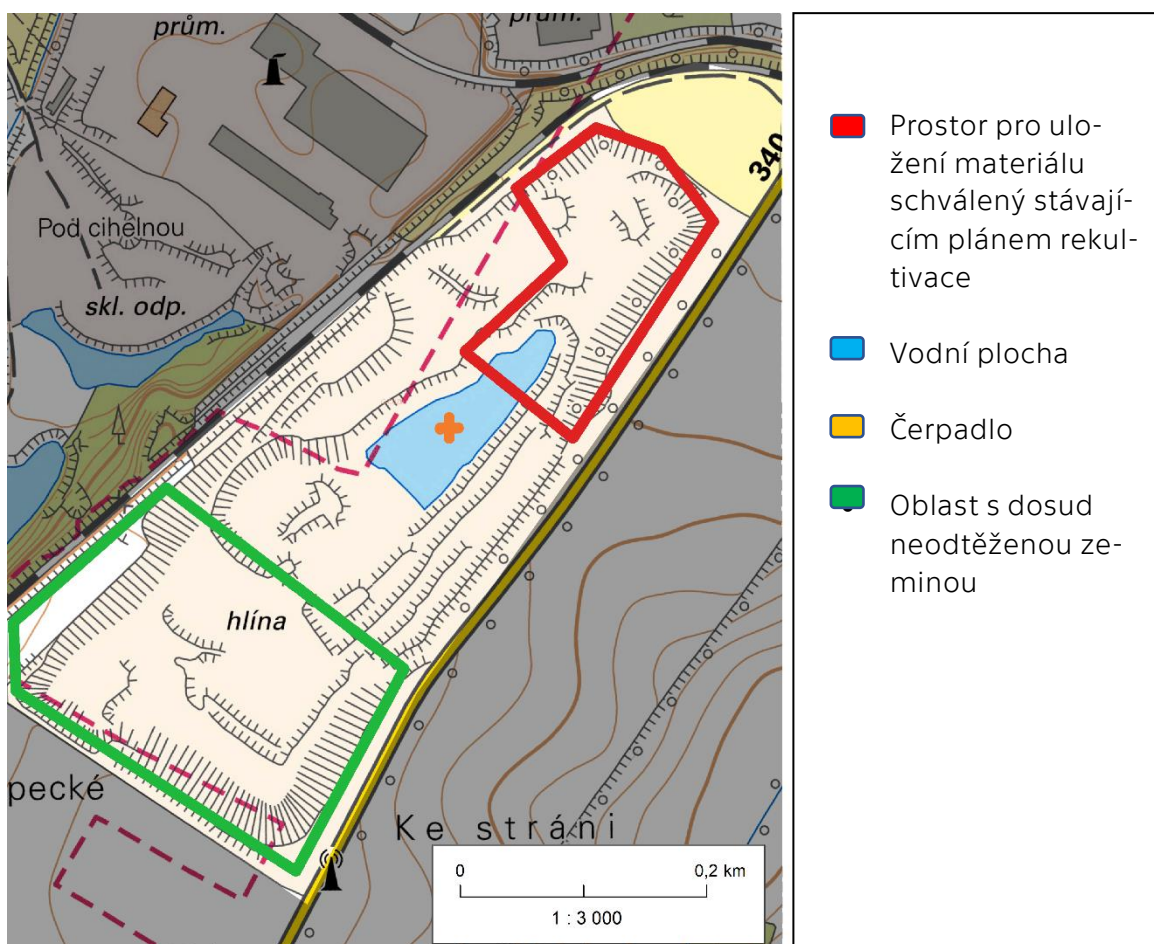 prům.
prům.
340
Pod cihélnou
skl. odp.
hlína
pecké
Ke stráni
0 0,2 km
1 : 3 000
Prostor pro ulo-
žení materiálu
schválený stávají-
cím plánem rekul-
tivace
Vodní plocha
Čerpadlo
Oblast s dosud
neodtěženou ze-
minou